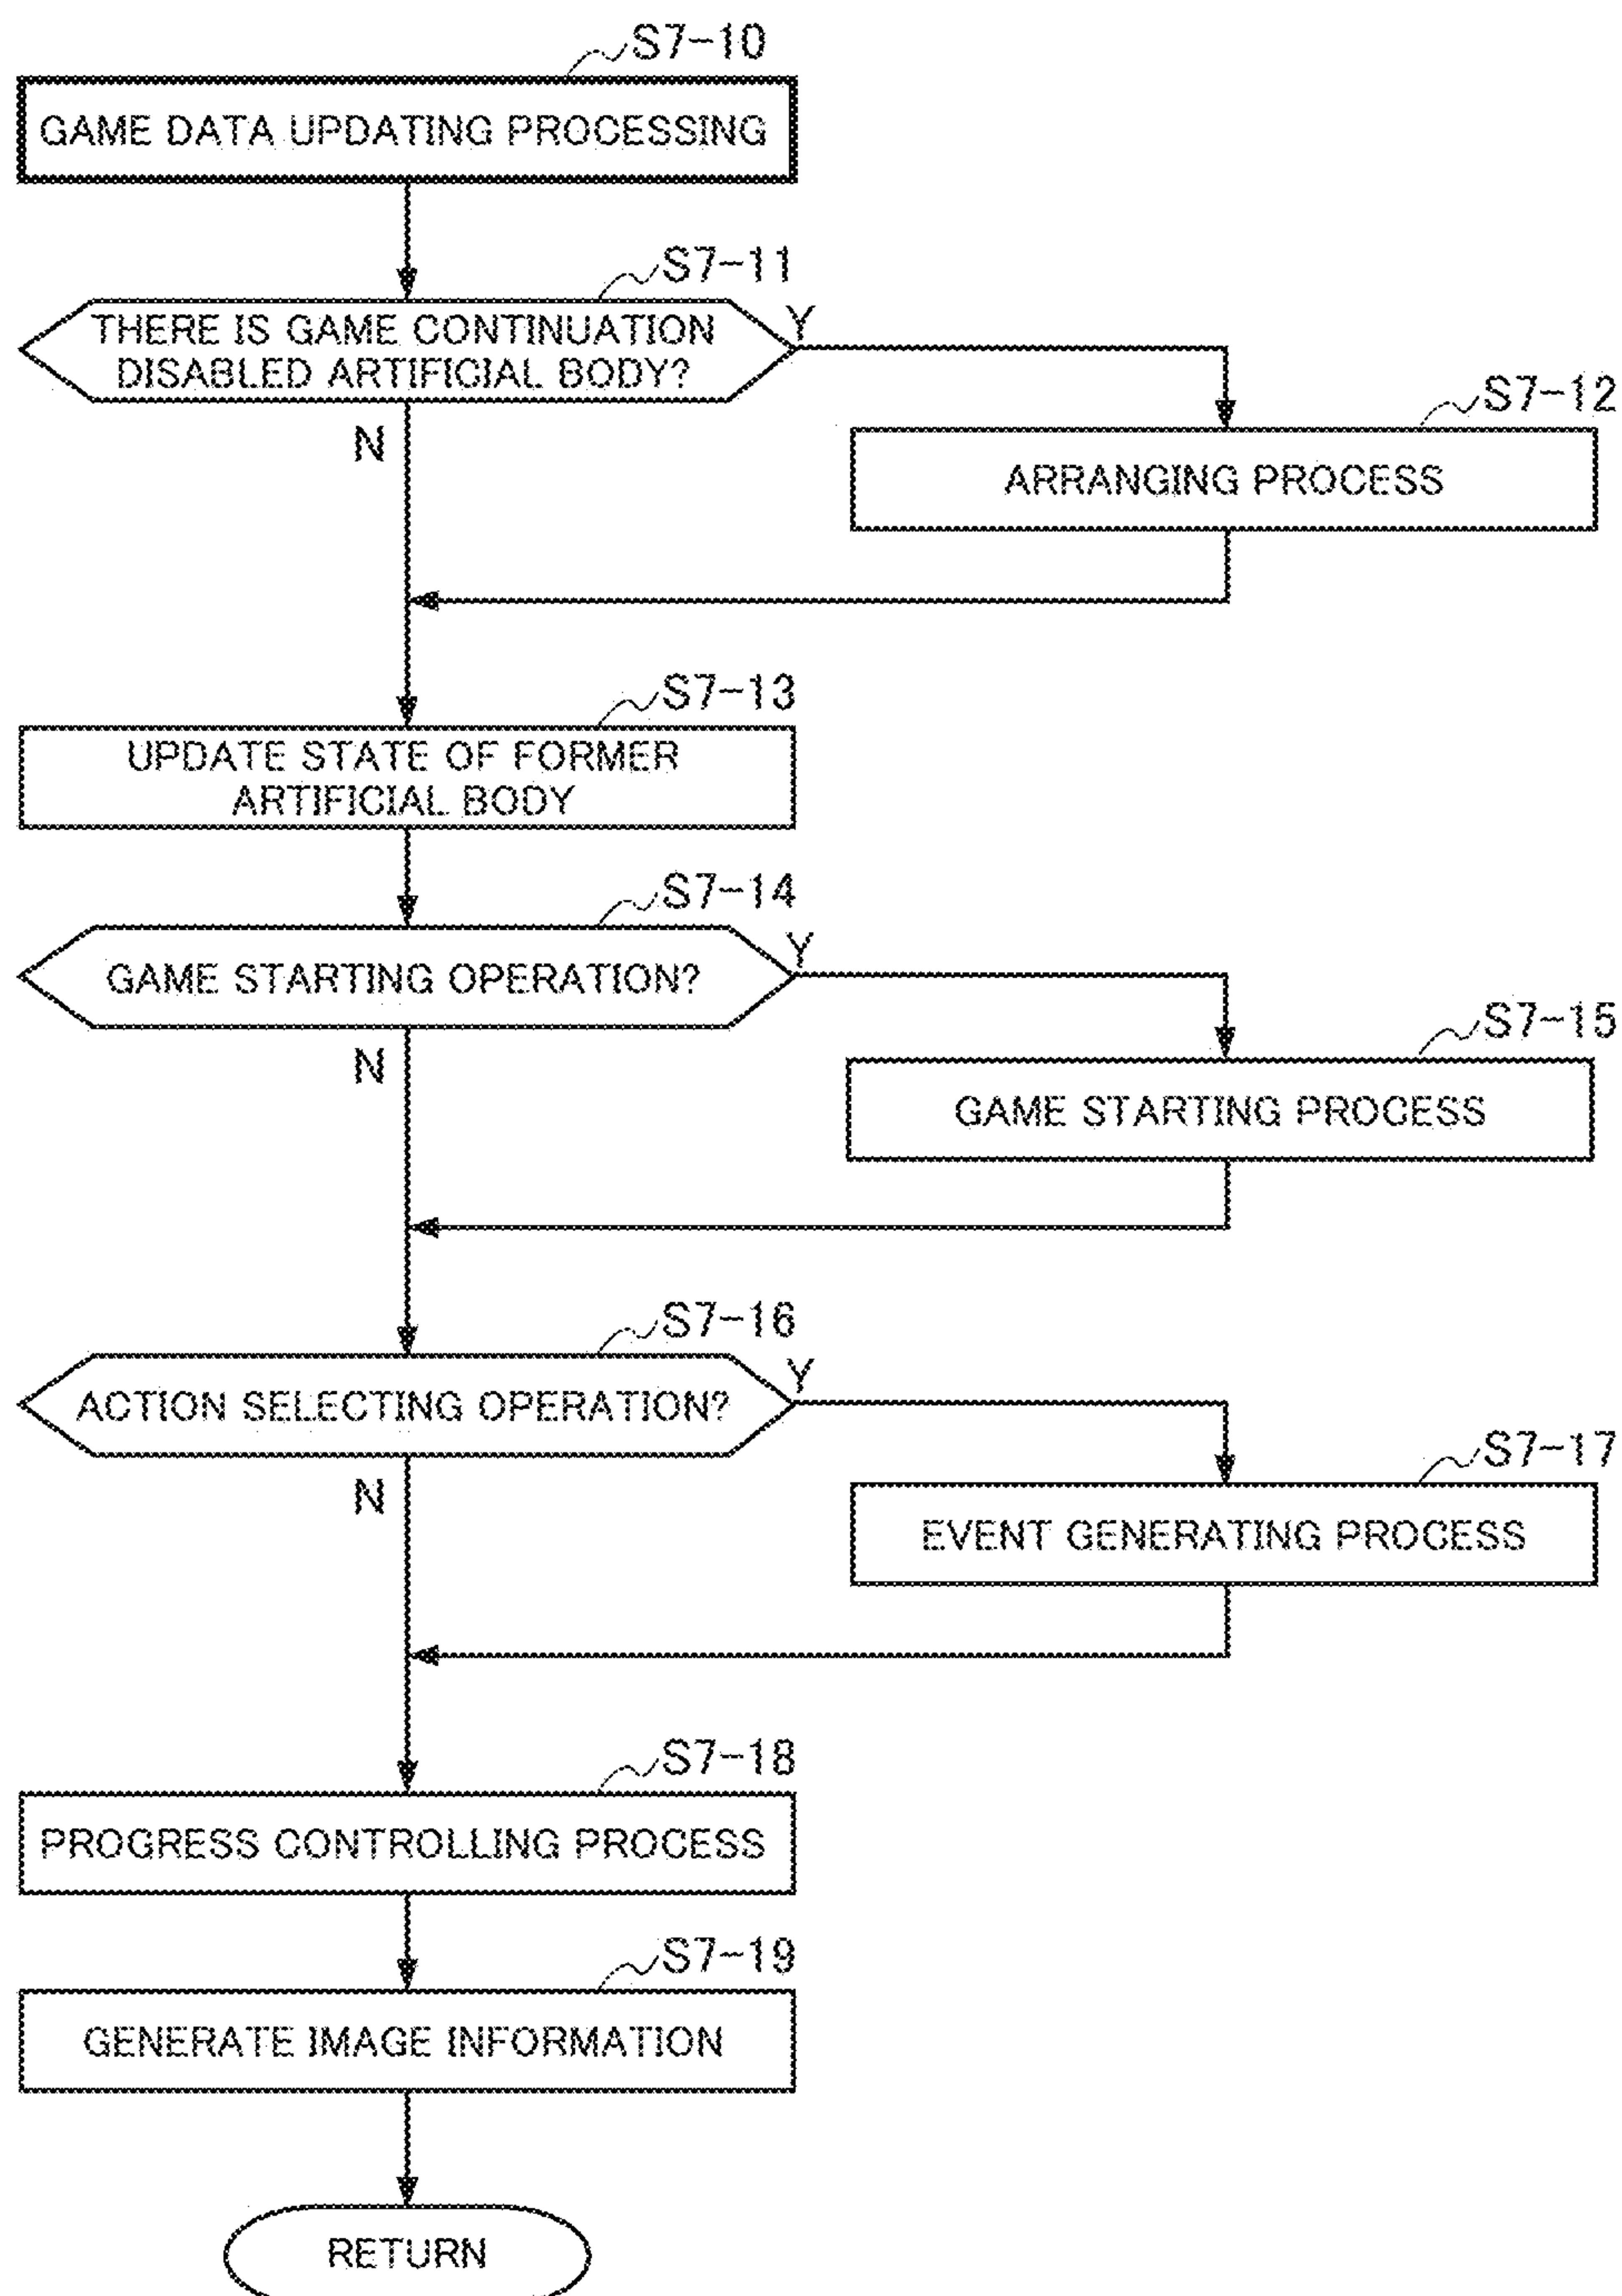 S7-10
GAME DATA UPDATING PROCESSING
S7-11
THERE IS GAME CONTINUATION
DISABLED ARTIFICIAL BODY?
Y
N
S7-12
ARRANGING PROCESS
S7-13
UPDATE STATE OF FORMER
ARTIFICIAL BODY
S7-14
GAME STARTING OPERATION?
Y
N
S7-15
GAME STARTING PROCESS
S7-16
ACTION SELECTING OPERATION?
Y
N
S7-17
EVENT GENERATING PROCESS
S7-18
PROGRESS CONTROLLING PROCESS
S7-19
GENERATE IMAGE INFORMATION
RETURN